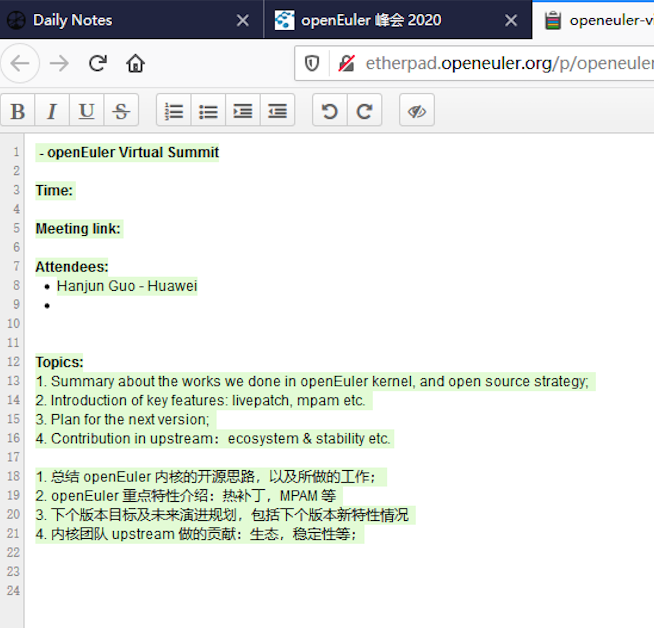 Daily Notes
openEuler 峰会 2020
openeuler-vi
etherpad.openeuler.org/p/openeuler
B I U S
1 - openEuler Virtual Summit
2
3 Time:
4
5 Meeting link:
6
7 Attendees:
8 • Hanjun Guo - Huawei
9 •
10
11
12 Topics:
13 1. Summary about the works we done in openEuler kernel, and open source strategy;
14 2. Introduction of key features: livepatch, mpam etc.
15 3. Plan for the next version;
16 4. Contribution in upstream：ecosystem & stability etc.
17
18 1. 总结 openEuler 内核的开源思路，以及所做的工作；
19 2. openEuler 重点特性介绍：热补丁，MPAM 等
20 3. 下个版本目标及未来演进规划，包括下个版本新特性情况
21 4. 内核团队 upstream 做的贡献：生态，稳定性等；
22
23
24